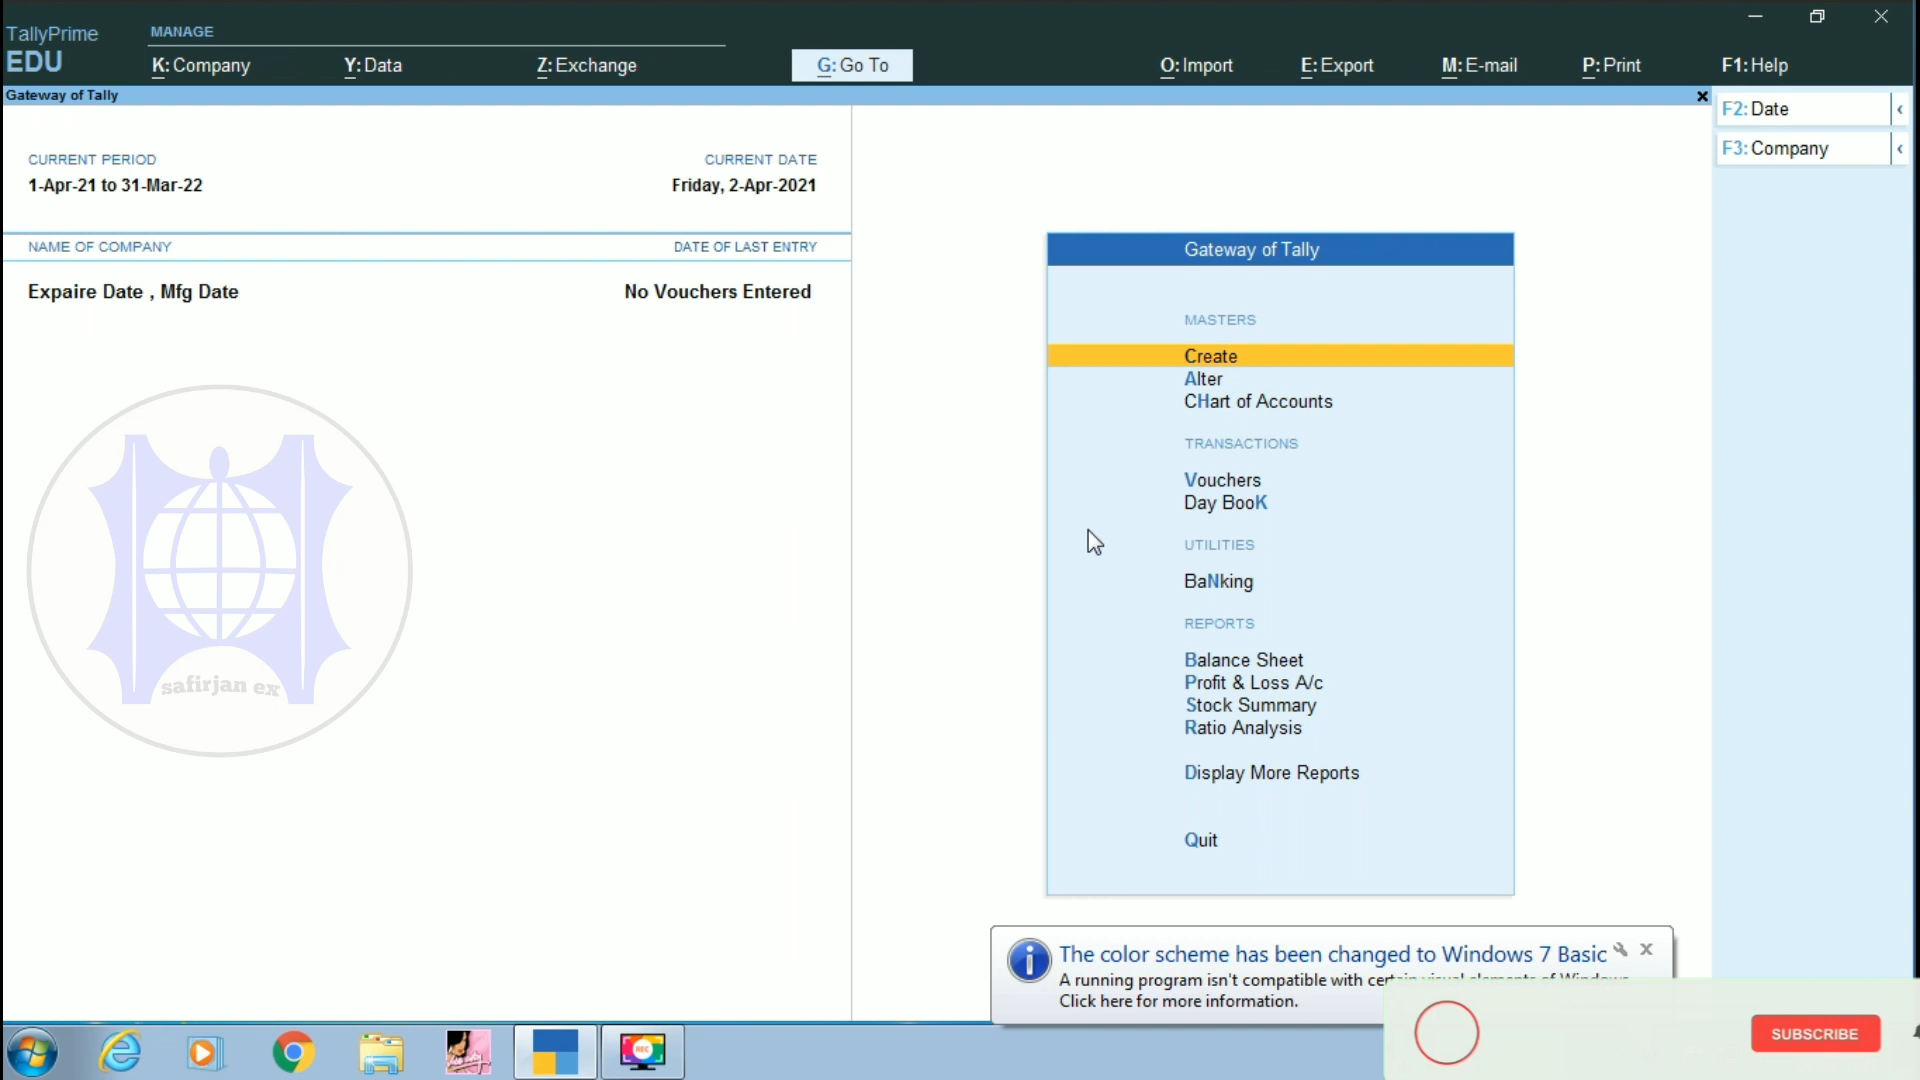 TallyPrime
EDU
MANAGE
K: Company
Y: Data
Z: Exchange
G: Go To
O: Import
E: Export
M: E-mail
P: Print
F1: Help
Gateway of Tally
F2: Date
F3: Company
CURRENT PERIOD
CURRENT DATE
1-Apr-21 to 31-Mar-22
Friday, 2-Apr-2021
NAME OF COMPANY
DATE OF LAST ENTRY
Expaire Date , Mfg Date
No Vouchers Entered
safirjan ex
Gateway of Tally
MASTERS
Create
Alter
CHart of Accounts
TRANSACTIONS
Vouchers
Day BooK
UTILITIES
BaNking
REPORTS
Balance Sheet
Profit & Loss A/c
Stock Summary
Ratio Analysis
Display More Reports
Quit
The color scheme has been changed to Windows 7 Basic
A running program isn't compatible with
Click here for more information.
REC
SUBSCRIBE